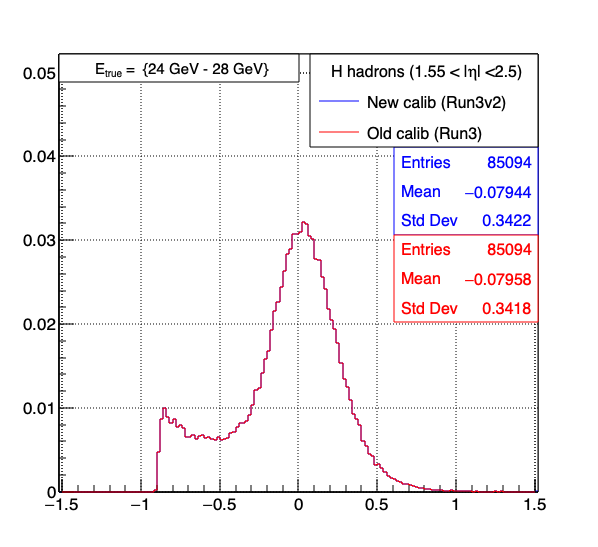 E_true = {24 GeV - 28 GeV}
H hadrons (1.55 < |η| <2.5)
New calib (Run3v2)
Old calib (Run3)
Entries 85094
Mean −0.07944
Std Dev 0.3422
Entries 85094
Mean −0.07958
Std Dev 0.3418
0.05
0.04
0.03
0.02
0.01
0
−1.5 −1 −0.5 0 0.5 1 1.5